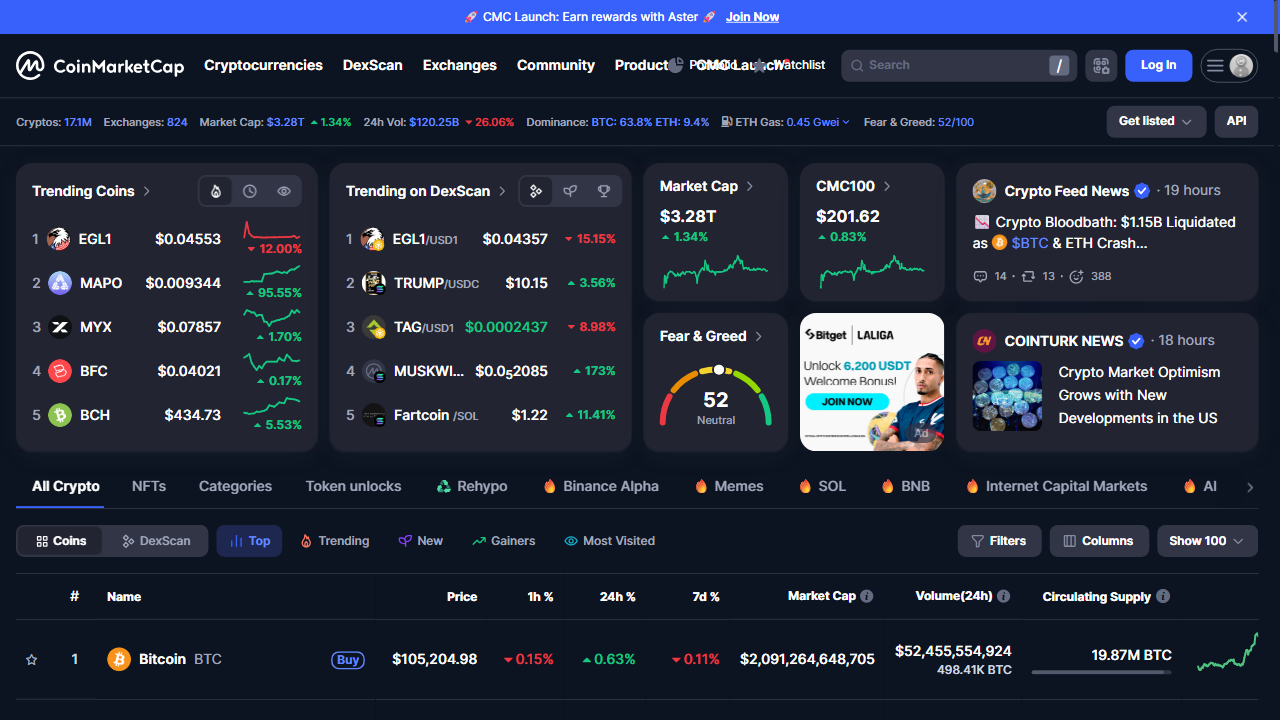 🚀 CMC Launch: Earn rewards with Aster 🚀 Join Now
CoinMarketCap Cryptocurrencies DexScan Exchanges Community Products CMC Launch Watchlist Search / Log In
Cryptos: 17.1M Exchanges: 824 Market Cap: $3.28T 1.34% 24h Vol: $120.25B 26.06% Dominance: BTC: 63.8% ETH: 9.4% ETH Gas: 0.45 Gwei Fear & Greed: 52/100 Get listed API
Trending Coins
1 EGL1 $0.04553 12.00%
2 MAPO $0.009344 95.55%
3 MYX $0.07857 1.70%
4 BFC $0.04021 0.17%
5 BCH $434.73 5.53%
Trending on DexScan
1 EGL1/USD1 $0.04357 15.15%
2 TRUMP/USDC $10.15 3.56%
3 TAG/USD1 $0.0002437 8.98%
4 MUSKWI... $0.0₅2085 173%
5 Fartcoin /SOL $1.22 11.41%
Market Cap
$3.28T
1.34%
CMC100
$201.62
0.83%
Fear & Greed
52
Neutral
Bitget LALIGA
Unlock 6,200 USDT
Welcome Bonus!
JOIN NOW
Ad
Crypto Feed News · 19 hours
📉 Crypto Bloodbath: $1.15B Liquidated
as $BTC & ETH Crash...
14 · 13 · 388
COINTURK NEWS · 18 hours
Crypto Market Optimism
Grows with New
Developments in the US
All Crypto NFTs Categories Token unlocks Rehypo Binance Alpha Memes SOL BNB Internet Capital Markets AI
Coins DexScan Top Trending New Gainers Most Visited Filters Columns Show 100
# Name Price 1h % 24h % 7d % Market Cap Volume(24h) Circulating Supply
1 Bitcoin BTC Buy $105,204.98 0.15% 0.63% 0.11% $2,091,264,648,705 $52,455,554,924 19.87M BTC
498.41K BTC